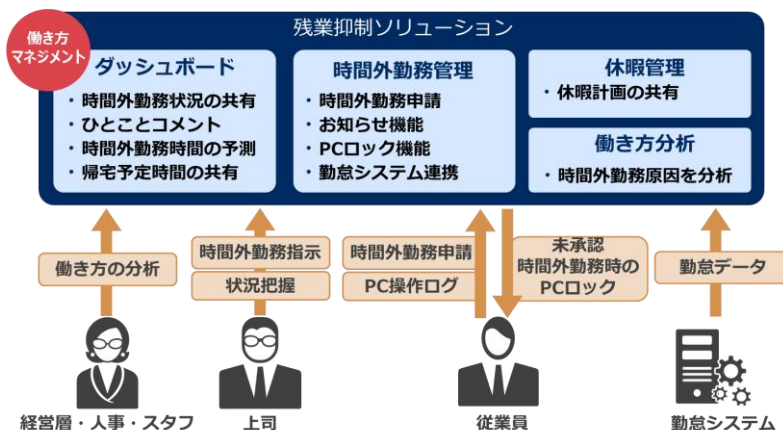 残業抑制ソリューション
働き方
マネジメント
ダッシュボード
・時間外勤務状況の共有
・ひとことコメント
・時間外勤務時間の予測
・帰宅予定時間の共有
時間外勤務管理
・時間外勤務申請
・お知らせ機能
・PCロック機能
・勤怠システム連携
休暇管理
・休暇計画の共有
働き方分析
・時間外勤務原因を分析
働き方の分析
時間外勤務指示
状況把握
時間外勤務申請
PC操作ログ
未承認
時間外勤務時の
PCロック
勤怠データ
経営層・人事・スタフ
上司
従業員
勤怠システム